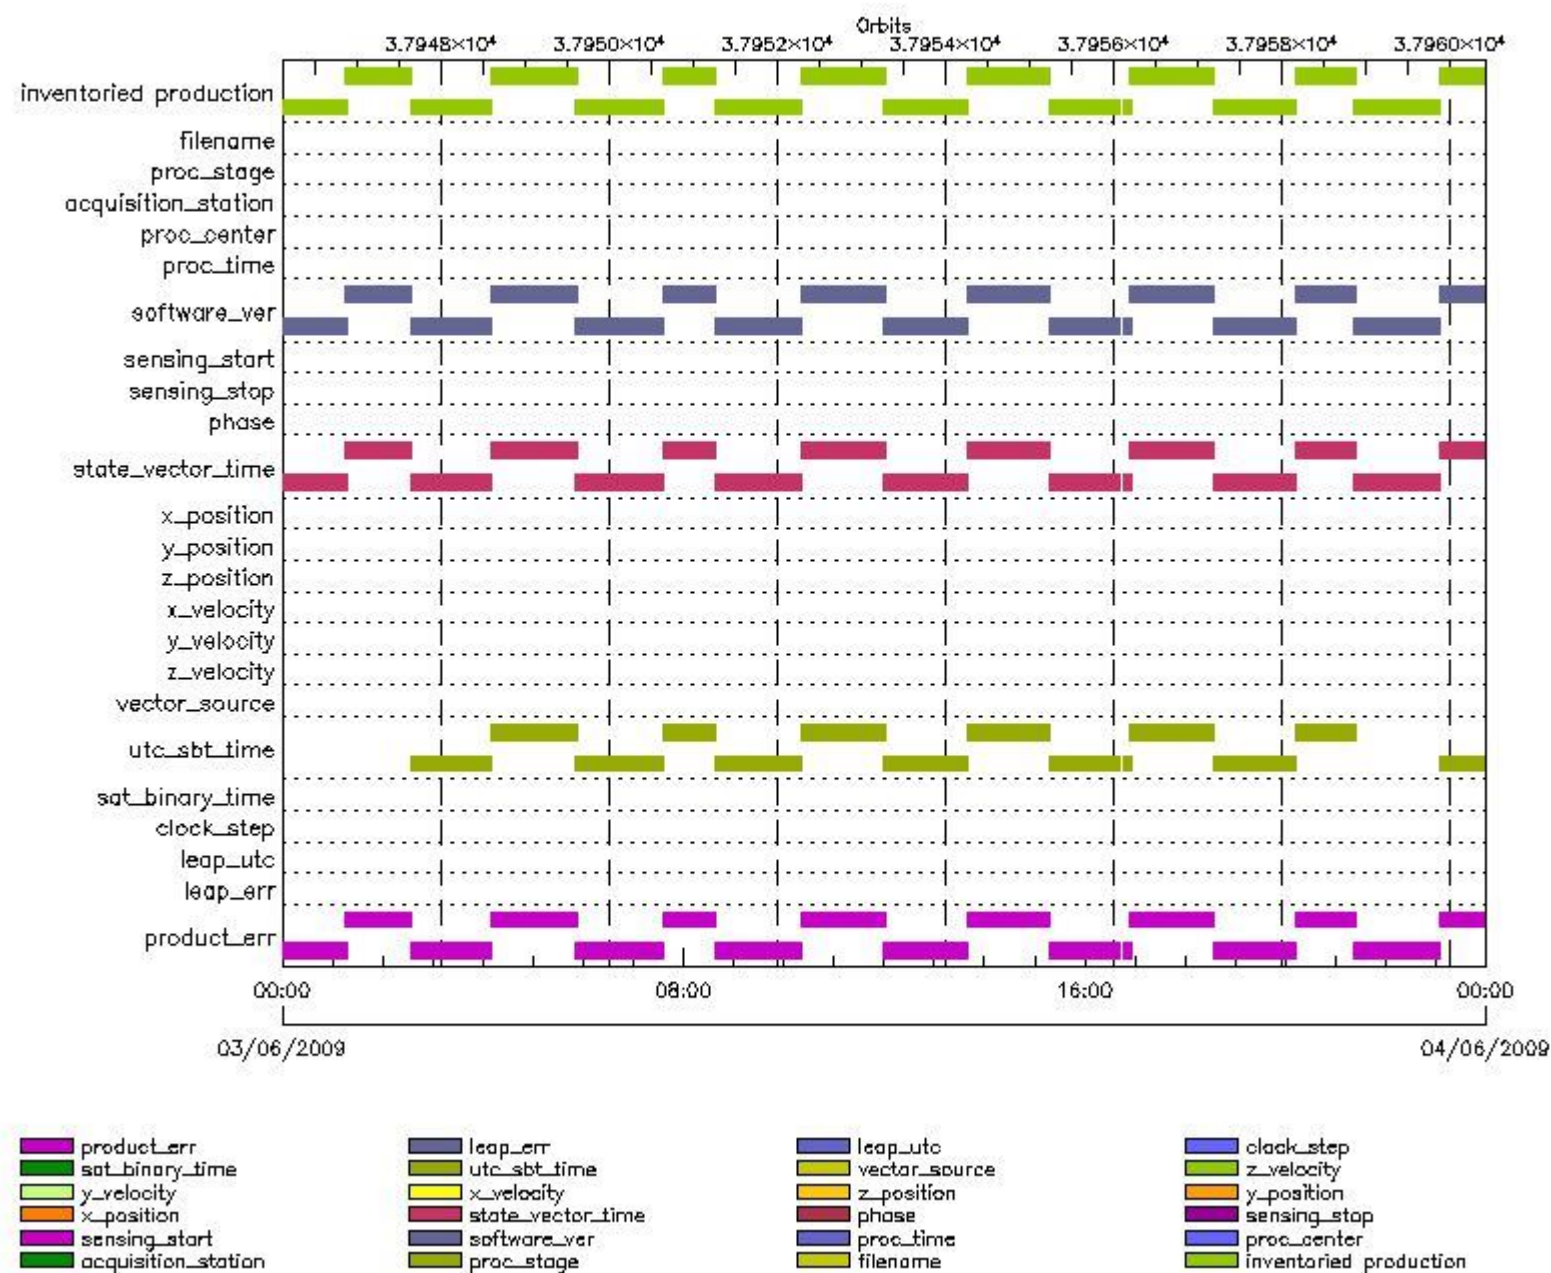 Orbits
3.7948×10⁴ 3.7950×10⁴ 3.7952×10⁴ 3.7954×10⁴ 3.7956×10⁴ 3.7958×10⁴ 3.7960×10⁴
inventoried production
filename
proc_stage
acquisition_station
proc_center
proc_time
software_ver
sensing_start
sensing_stop
phase
state_vector_time
x_position
y_position
z_position
x_velocity
y_velocity
z_velocity
vector_source
utc_sbt_time
sat_binary_time
clock_step
leap_utc
leap_err
product_err
00:00 08:00 16:00 00:00
03/06/2009 04/06/2009
product_err leap_err leap_utc clock_step
sat_binary_time utc_sbt_time vector_source z_velocity
y_velocity x_velocity z_position y_position
x_position state_vector_time phase sensing_stop
sensing_start software_ver proc_time proc_center
acquisition_station proc_stage filename inventoried production